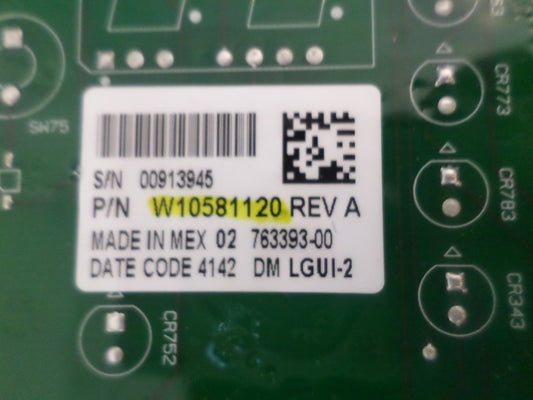 SW75
S/N 00913945
P/N W10581120 REV A
MADE IN MEX 02 763393-00
DATE CODE 4142 DM LGUI-2
CR773
CR783
CR343
CR752